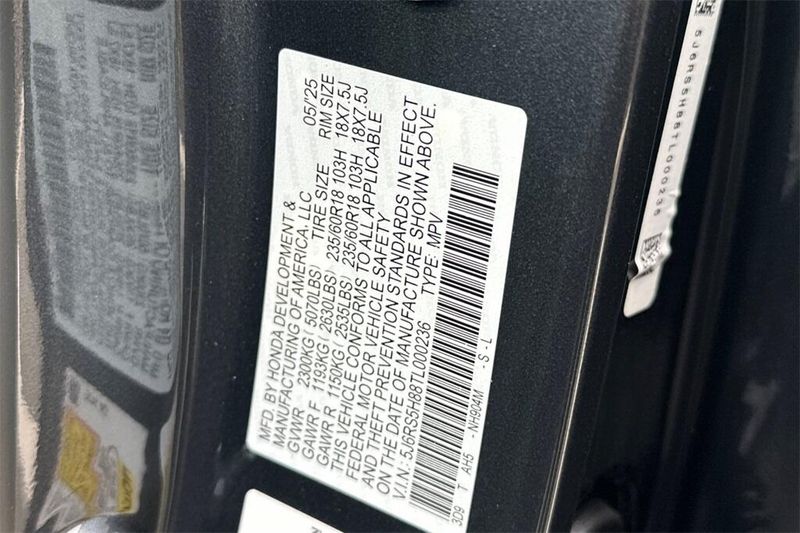 MFD. BY HONDA DEVELOPMENT &
MANUFACTURING OF AMERICA, LLC 05/'25
GVWR 2300KG ( 5070LBS) TIRE SIZE RIM SIZE
GAWR F 1193KG ( 2630LBS) 235/60R18 103H 18X7.5J
GAWR R 1150KG ( 2535LBS) 235/60R18 103H 18X7.5J
THIS VEHICLE CONFORMS TO ALL APPLICABLE
FEDERAL MOTOR VEHICLE SAFETY
AND THEFT PREVENTION STANDARDS IN EFFECT
ON THE DATE OF MANUFACTURE SHOWN ABOVE.
V.I.N.: 5J6RS5H88TL000236 TYPE: MPV
3D9 T AH5 -NH904M -S -L
5J6RS5H88TL000236